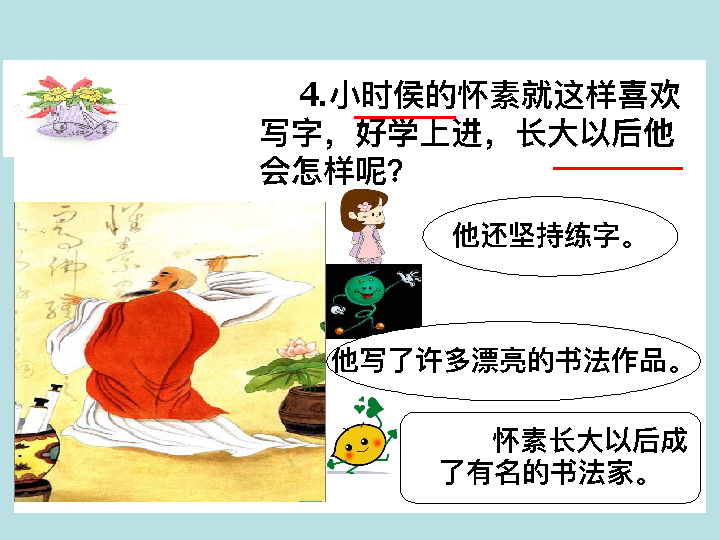 4.小时侯的怀素就这样喜欢
写字，好学上进，长大以后他
会怎样呢?
他还坚持练字。
他写了许多漂亮的书法作品。
怀素长大以后成
了有名的书法家。